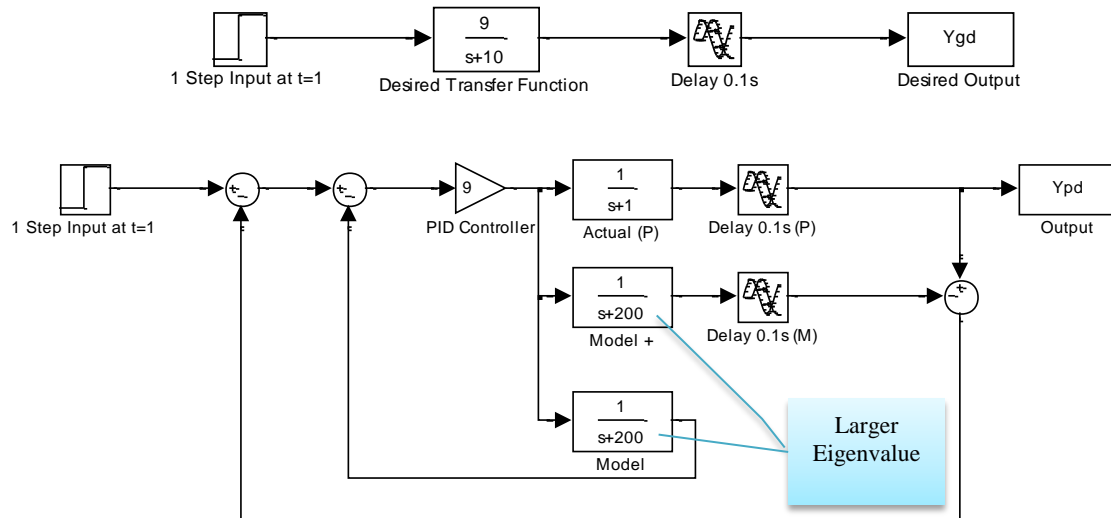 9
s+10
Ygd
1 Step Input at t=1
Desired Transfer Function
Delay 0.1s
Desired Output
+
-
+
-
9
1
s+1
Ypd
1 Step Input at t=1
PID Controller
Actual (P)
Delay 0.1s (P)
Output
1
s+200
Model +
Delay 0.1s (M)
+
-
1
s+200
Model
Larger
Eigenvalue